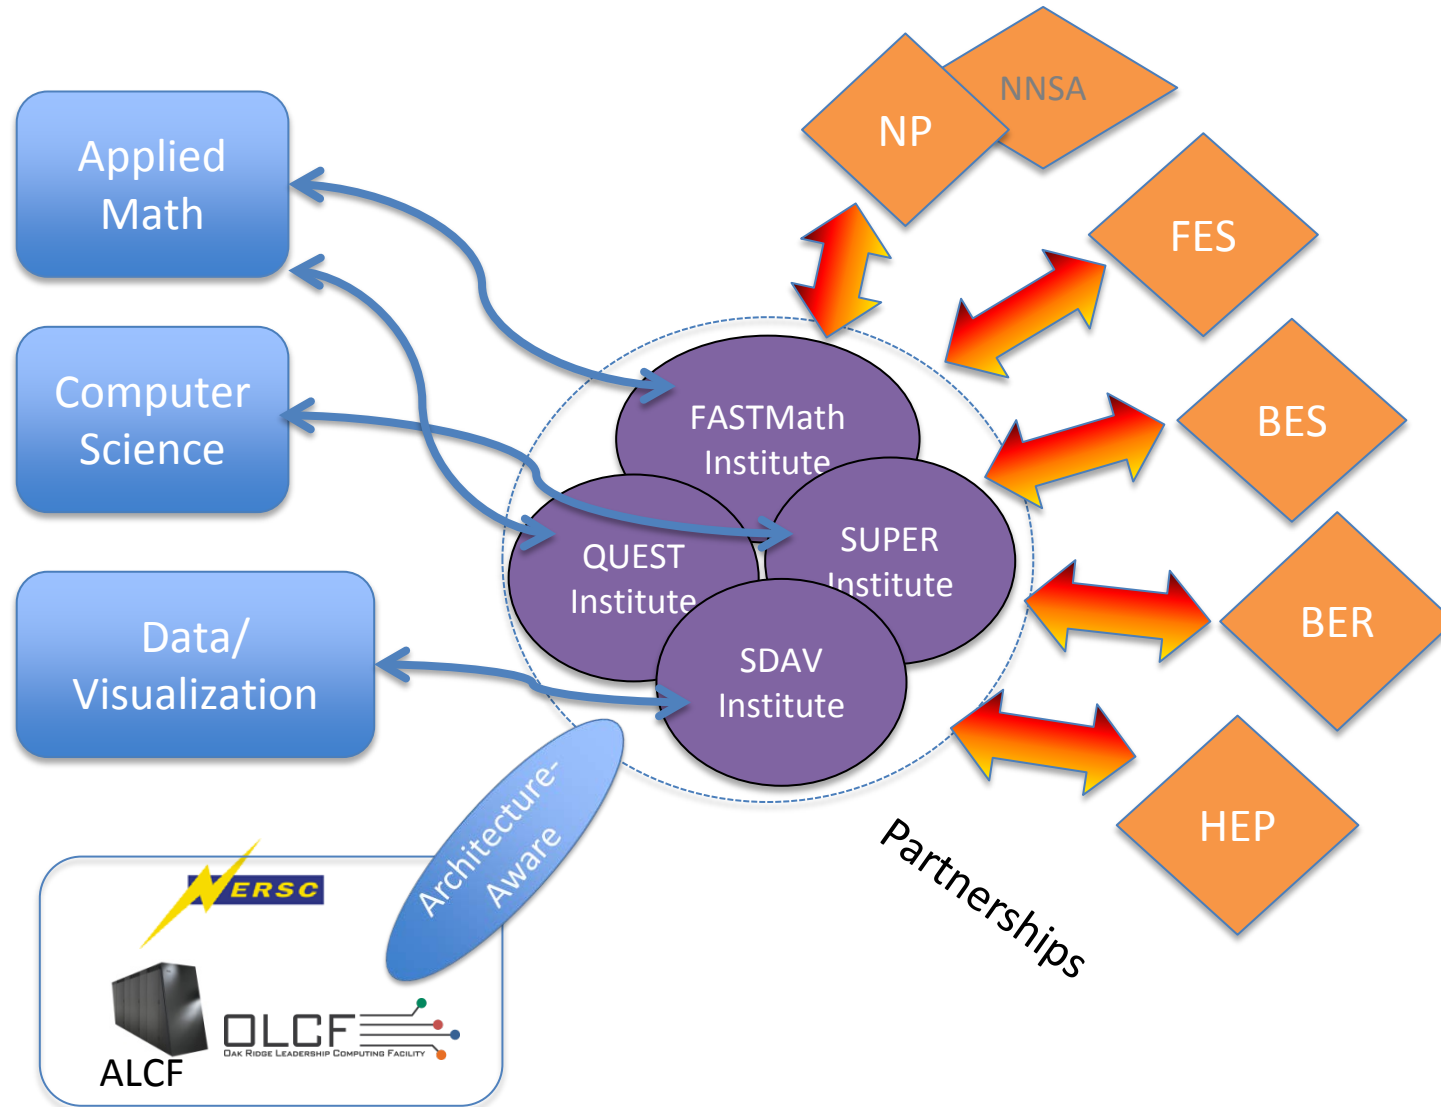 Applied
Math
Computer
Science
Data/
Visualization
NERSC
ALCF
OLCF
OAK RIDGE LEADERSHIP COMPUTING FACILITY
Architecture-
Aware
FASTMath
Institute
QUEST
Institute
SUPER
Institute
SDAV
Institute
NP
NNSA
FES
BES
BER
HEP
Partnerships